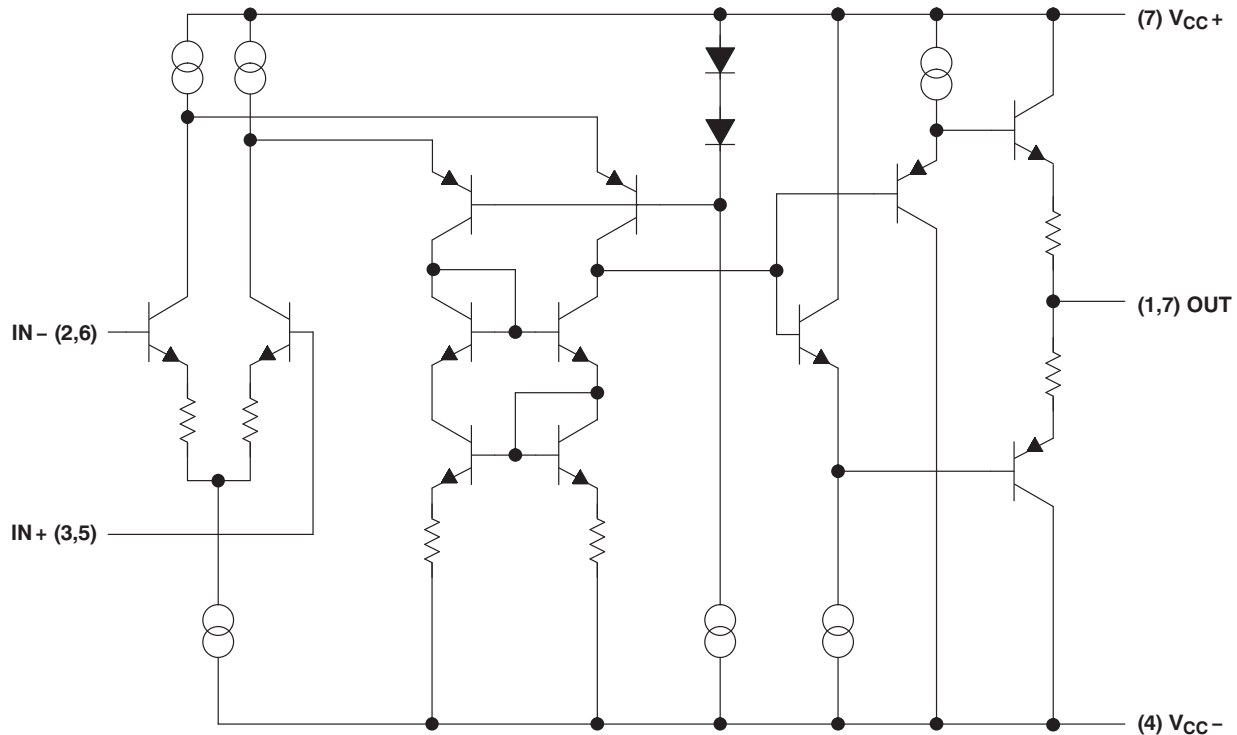 (7) VCC+
IN− (2,6)
(1,7) OUT
IN+ (3,5)
(4) VCC−